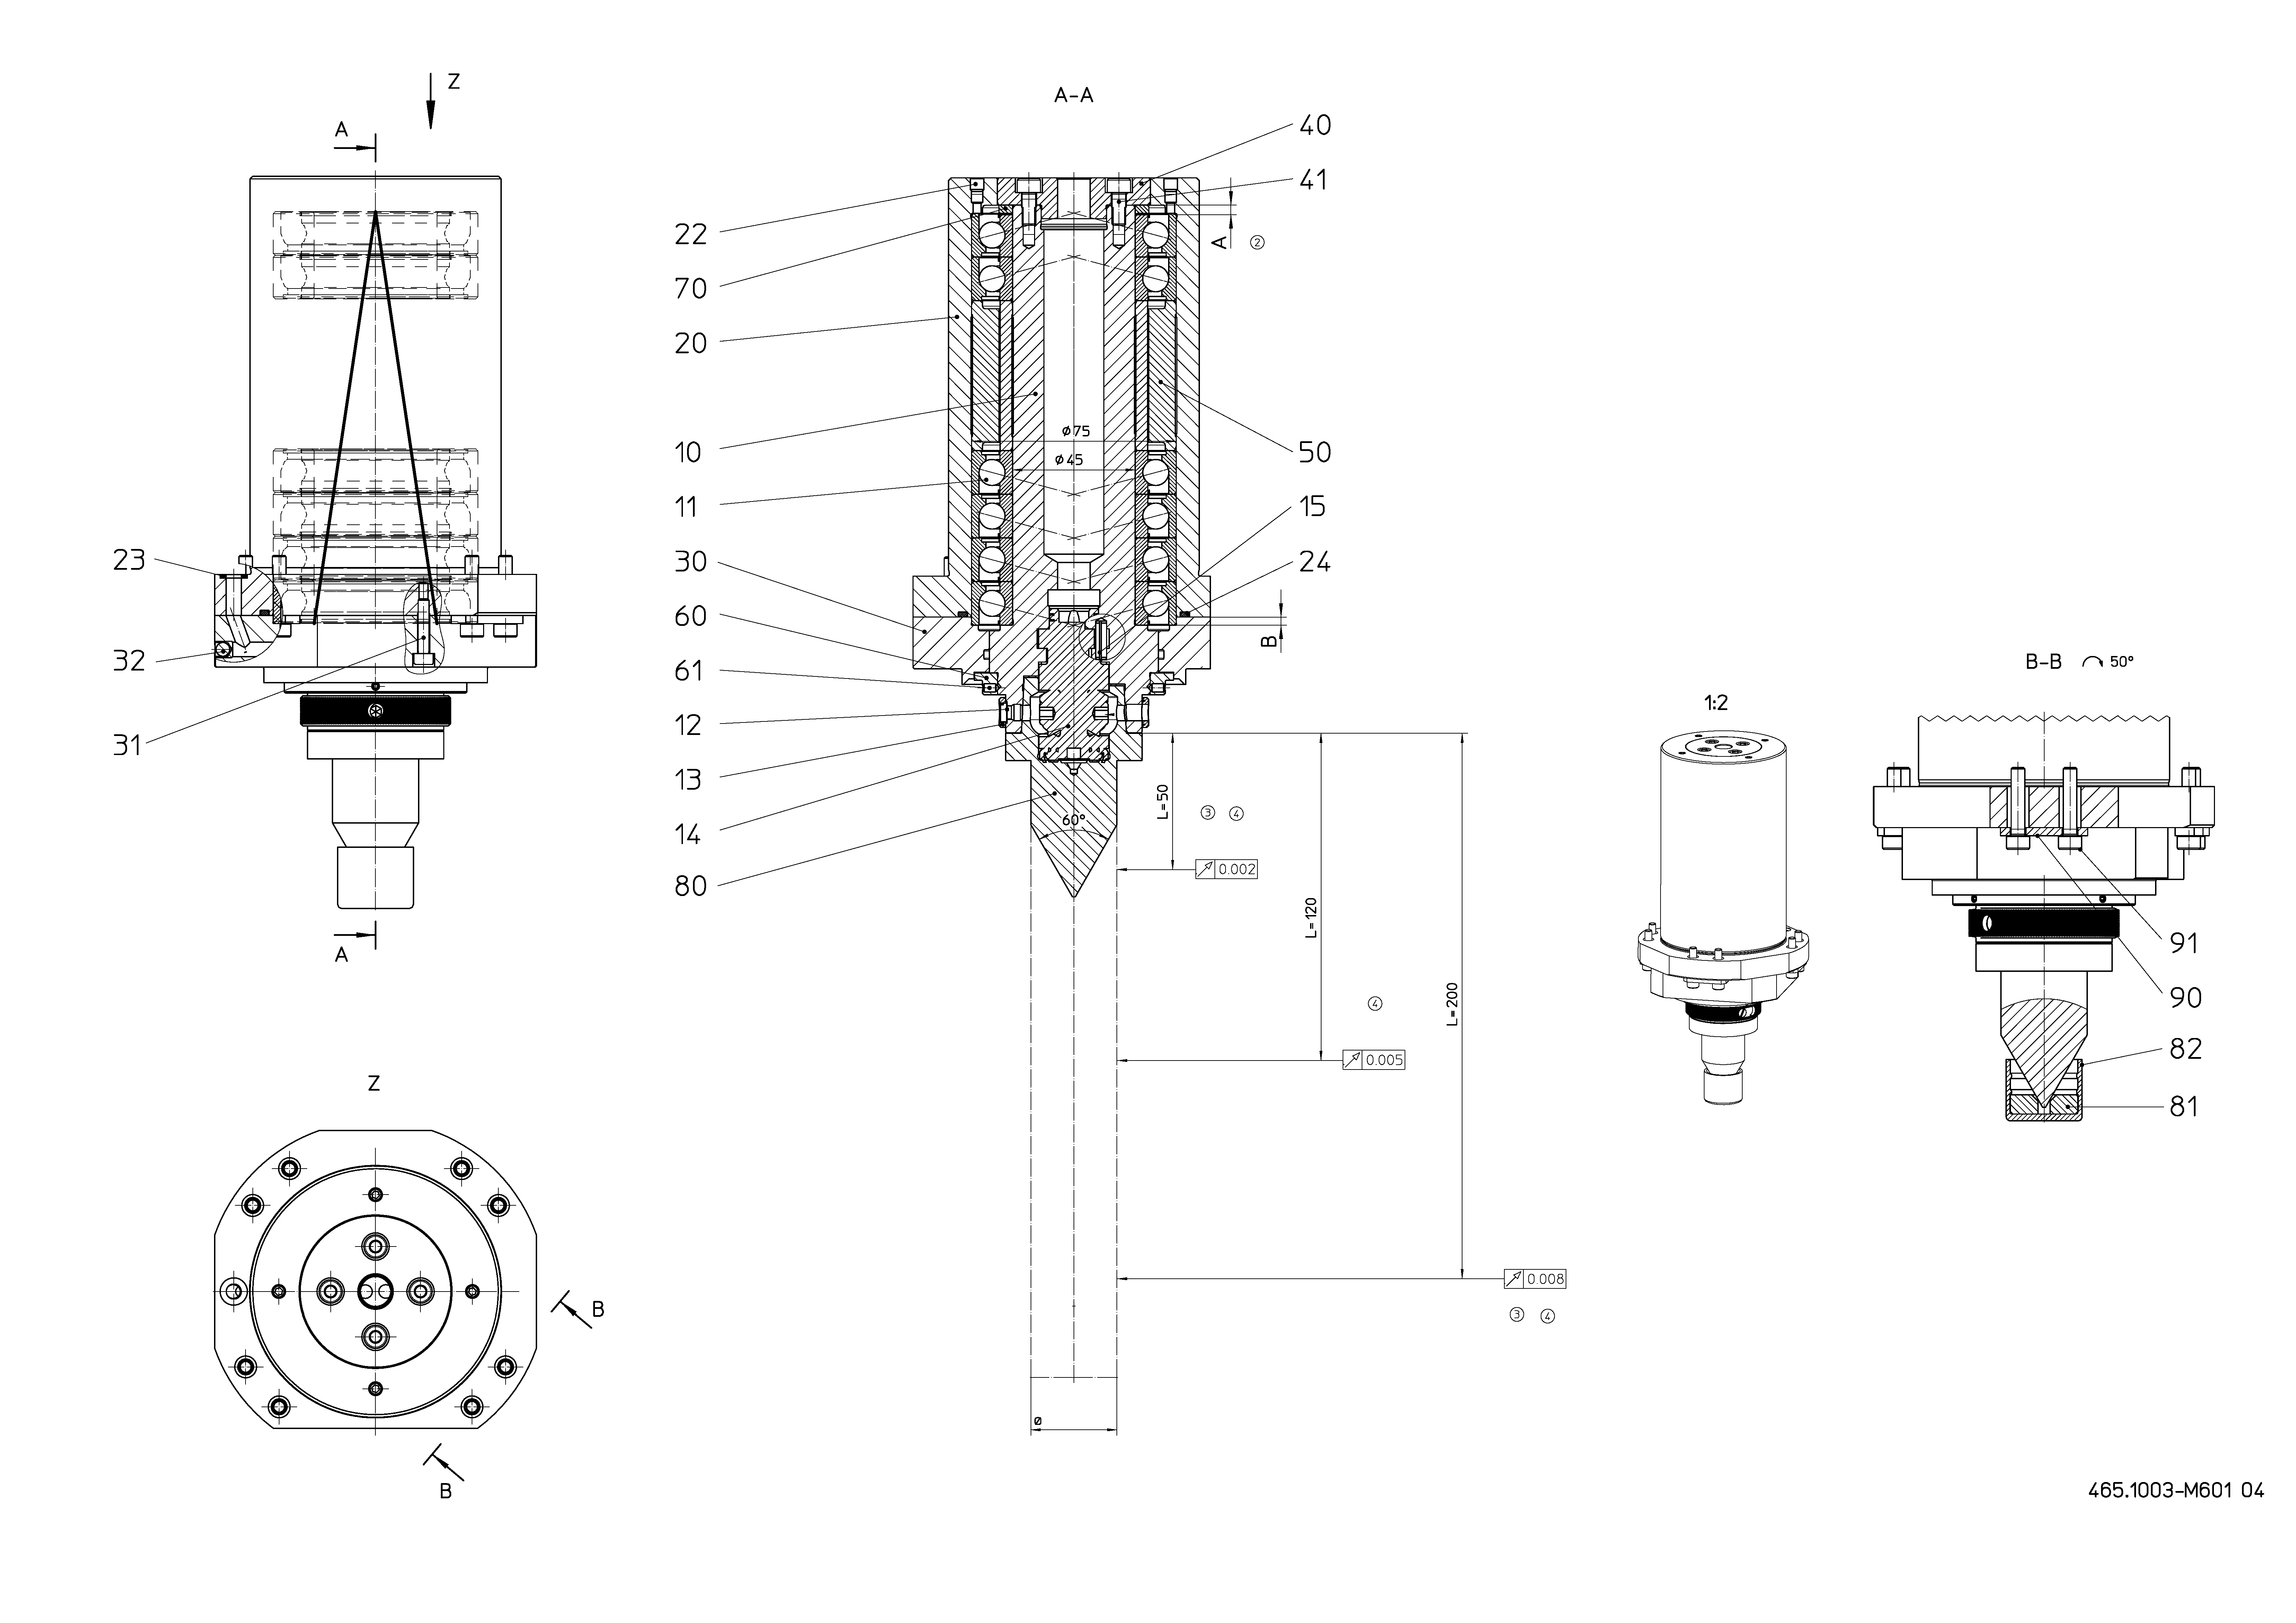 Z
A
23
32
31
A
Z
B
B
A-A
40
41
22
A ②
70
20
ø75
10
50
ø45
11
15
30
24
60
B
61
12
13
14
L=50
③ ④
60°
80
0.002
L=120
④
L=200
0.005
0.008
③ ④
ø
1:2
B-B 50°
91
90
82
81
465.1003-M601 04